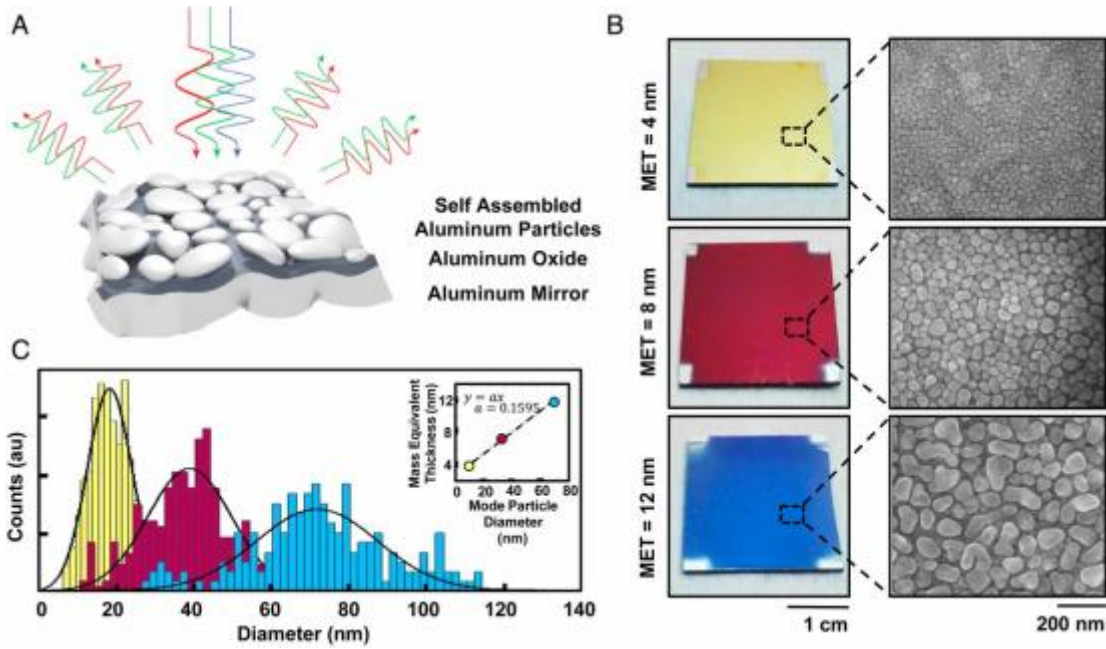 A
Self Assembled
Aluminum Particles
Aluminum Oxide
Aluminum Mirror
B
MET = 4 nm
MET = 8 nm
MET = 12 nm
1 cm
200 nm
C
Counts (au)
0 20 40 60 80 100 120 140
Diameter (nm)
Mass Equivalent
Thickness (nm)
12
8
4
y = ax
a = 0.1595
0 20 40 60 80
Mode Particle
Diameter
(nm)